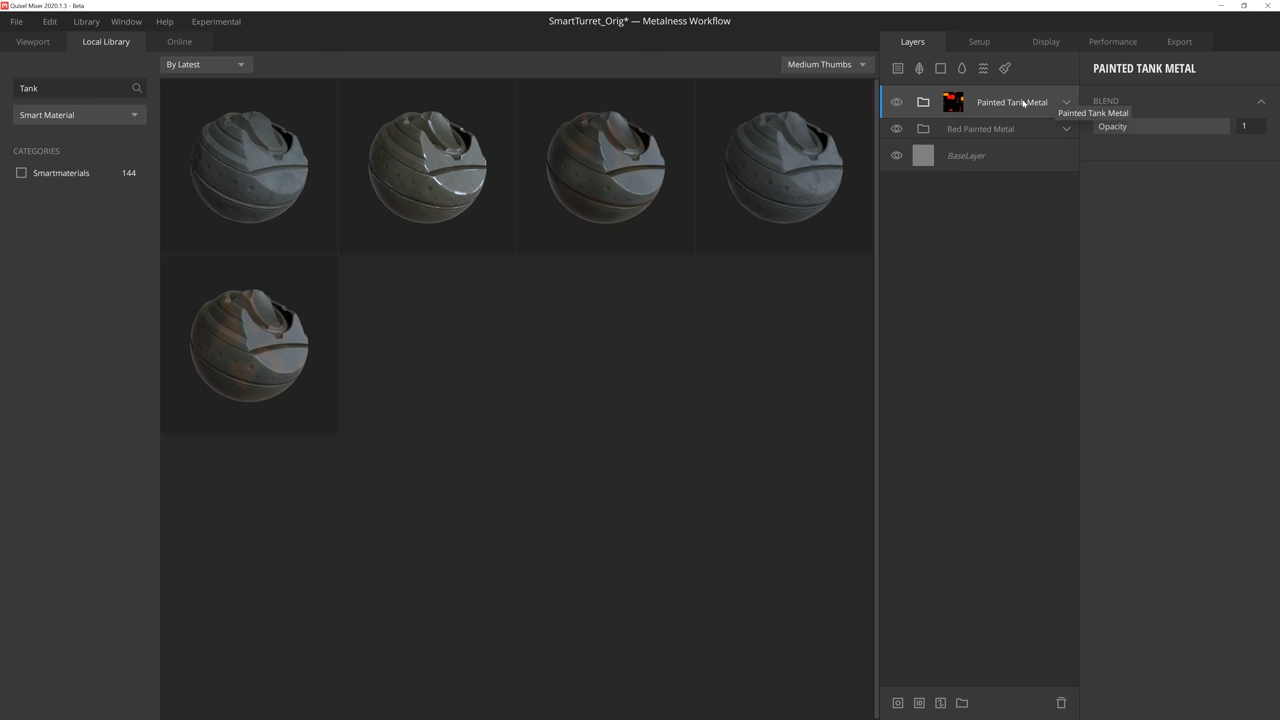 Quixel Mixer 2020.1.3 - Beta
File Edit Library Window Help Experimental
SmartTurret_Orig* — Metalness Workflow
Viewport Local Library Online
Layers Setup Display Performance Export
By Latest
Medium Thumbs
PAINTED TANK METAL
Tank
Smart Material
CATEGORIES
Smartmaterials 144
Painted Tank Metal
Red Painted Metal
BaseLayer
BLEND
Painted Tank Metal
Opacity 1